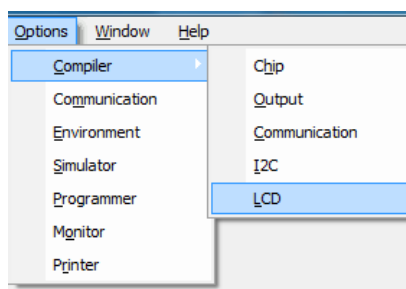 Options Window Help
Compiler
Communication
Environment
Simulator
Programmer
Monitor
Printer
Chip
Output
Communication
I2C
LCD